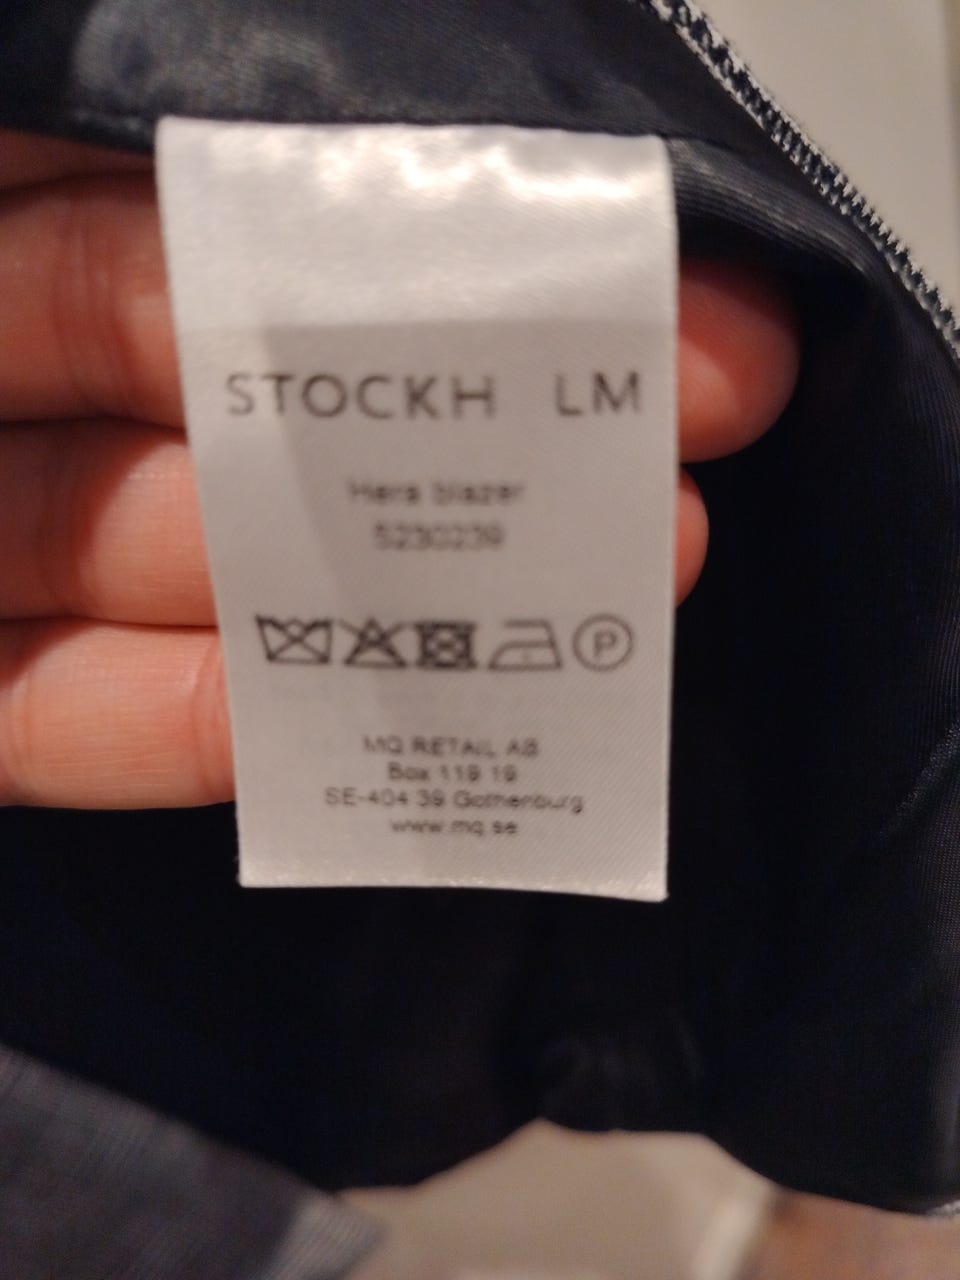 STOCKH LM
Hera blazer
5230239
P
MQ RETAIL AB
Box 119 19
SE-404 39 Gothenburg
www.mq.se